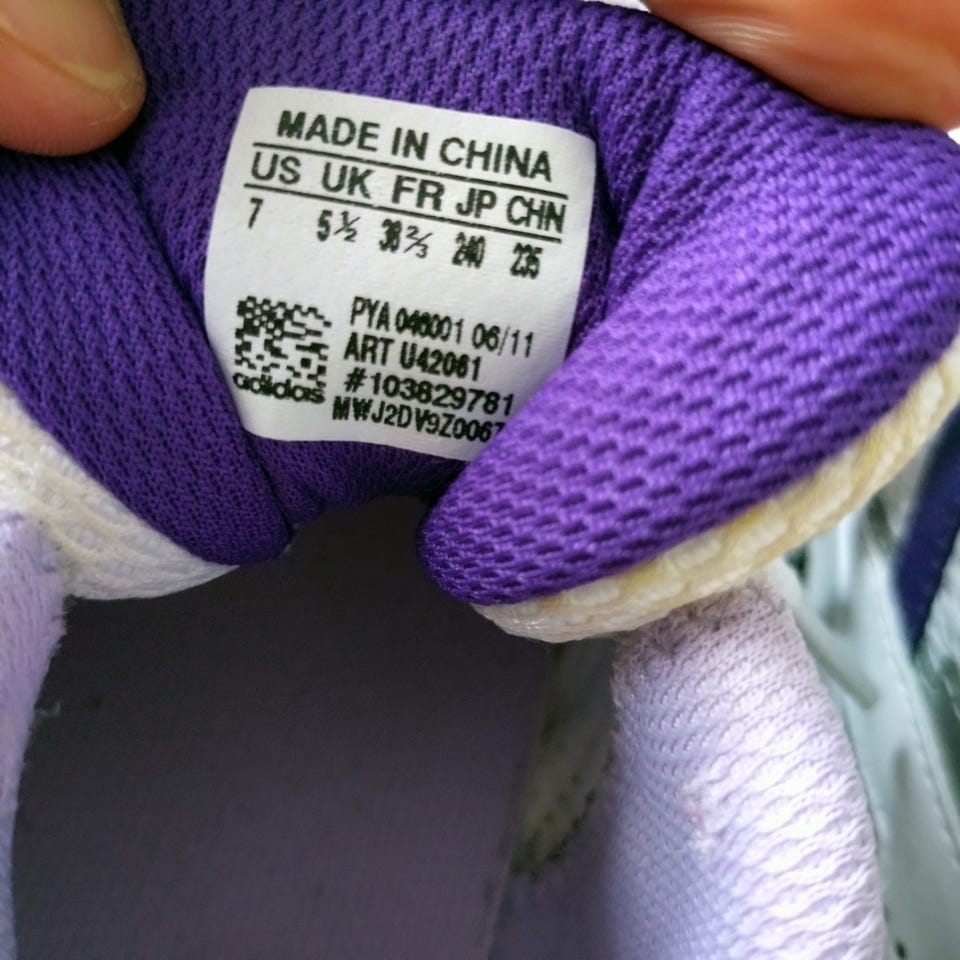 MADE IN CHINA
US UK FR JP CHN
7 5½ 38⅔ 240 235
PYA 046001 06/11
ART U42061
#103829781
adidas
MWJ2DV9Z0067